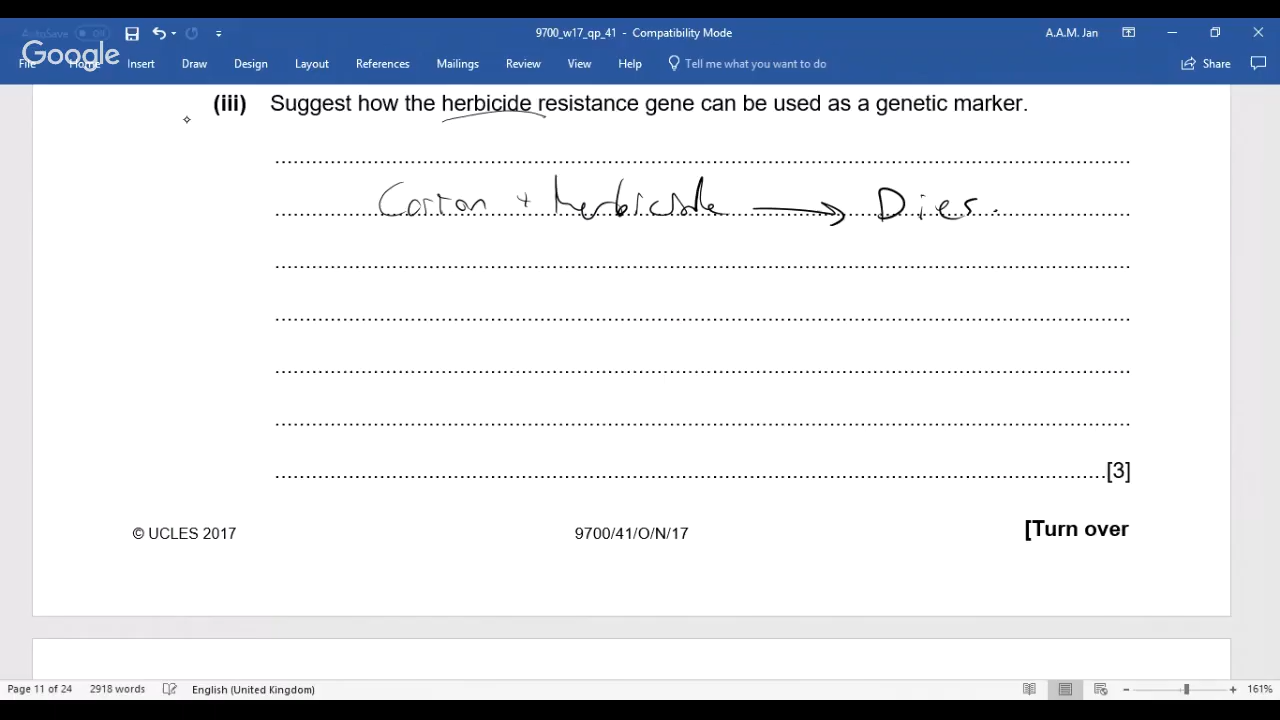 AutoSave
9700_w17_qp_41 - Compatibility Mode
A.A.M. Jan
Google
File Home Insert Draw Design Layout References Mailings Review View Help Tell me what you want to do Share
(iii) Suggest how the herbicide resistance gene can be used as a genetic marker.
Cotton + herbicide → Dies.
[3]
© UCLES 2017 9700/41/O/N/17 [Turn over
Page 11 of 24 2918 words English (United Kingdom) 161%